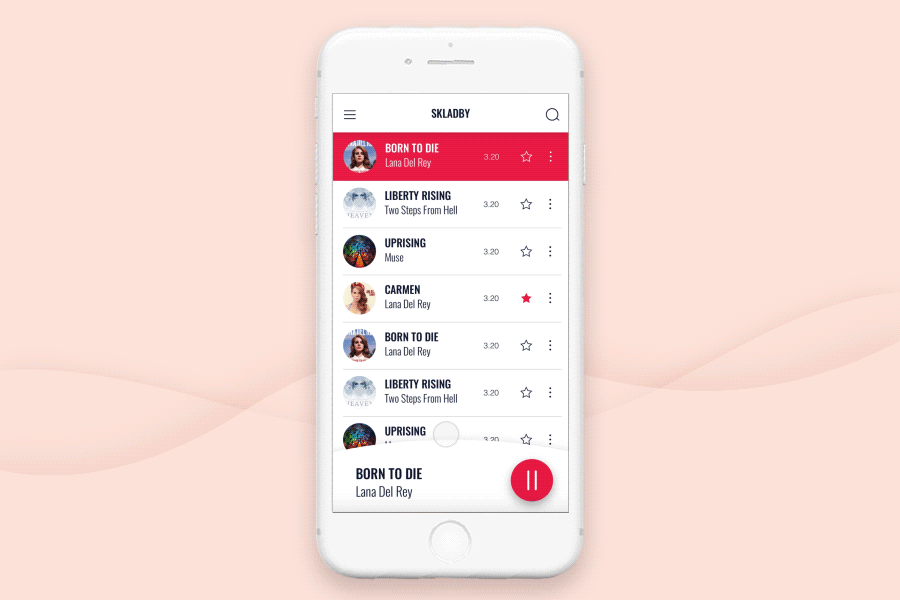 SKLADBY
BORN TO DIE
Lana Del Rey
3.20
LIBERTY RISING
Two Steps From Hell
3.20
UPRISING
Muse
3.20
CARMEN
Lana Del Rey
3.20
BORN TO DIE
Lana Del Rey
3.20
LIBERTY RISING
Two Steps From Hell
3.20
UPRISING
3.20
BORN TO DIE
Lana Del Rey